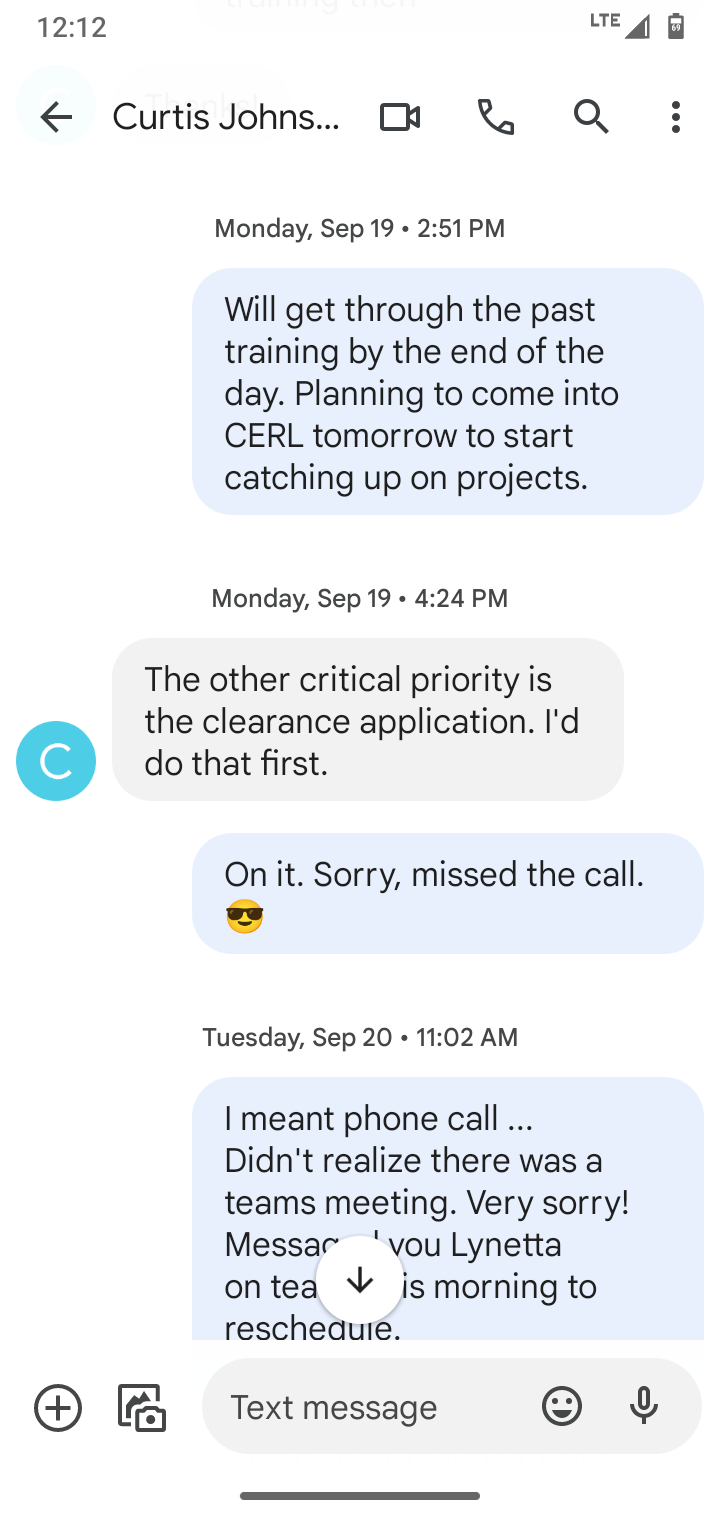 12:12
LTE
69
Curtis Johns...
Monday, Sep 19 • 2:51 PM
Will get through the past
training by the end of the
day. Planning to come into
CERL tomorrow to start
catching up on projects.
Monday, Sep 19 • 4:24 PM
The other critical priority is
the clearance application. I'd
do that first.
C
On it. Sorry, missed the call.
😎
Tuesday, Sep 20 • 11:02 AM
I meant phone call ...
Didn't realize there was a
teams meeting. Very sorry!
you Lynetta
on is morning to
reschedule.
Text message